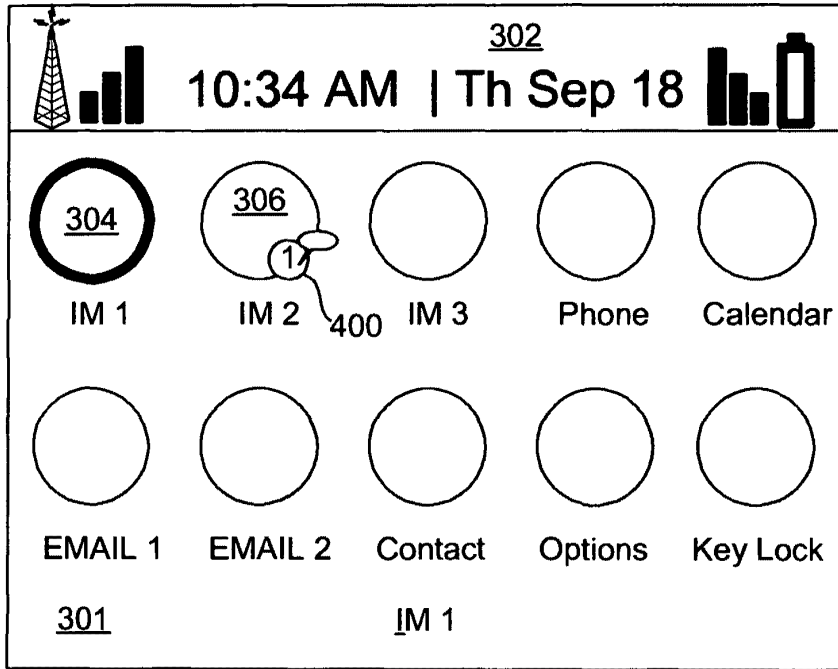 302
10:34 AM | Th Sep 18
304 306
1
IM 1 IM 2 400 IM 3 Phone Calendar
EMAIL 1 EMAIL 2 Contact Options Key Lock
301 IM 1